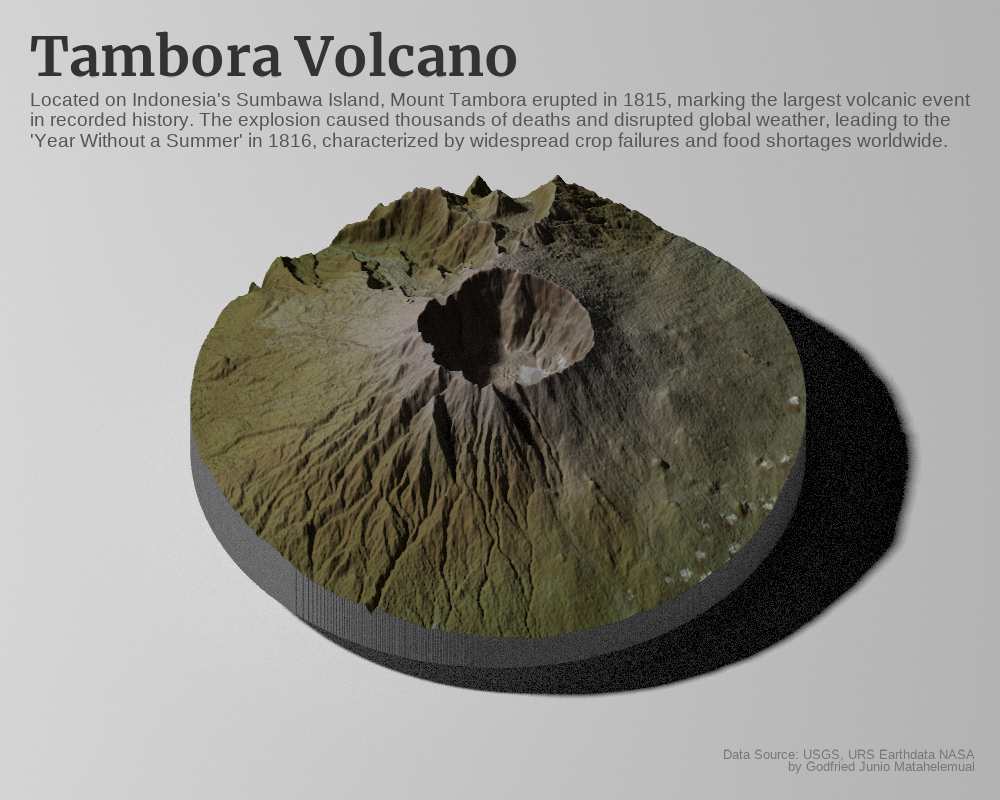 Tambora Volcano
Located on Indonesia's Sumbawa Island, Mount Tambora erupted in 1815, marking the largest volcanic event
in recorded history. The explosion caused thousands of deaths and disrupted global weather, leading to the
'Year Without a Summer' in 1816, characterized by widespread crop failures and food shortages worldwide.
Data Source: USGS, URS Earthdata NASA
by Godfried Junio Matahelemual